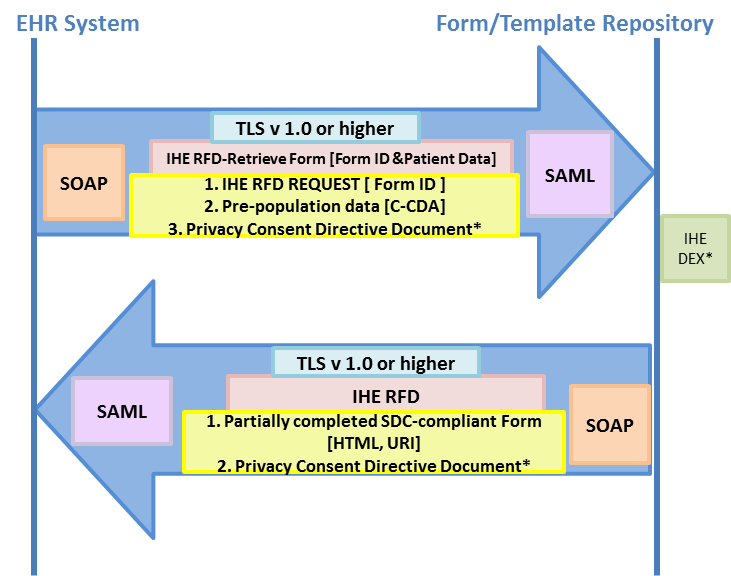 EHR System
Form/Template Repository
TLS v 1.0 or higher
IHE RFD-Retrieve Form [Form ID &Patient Data]
SOAP
1. IHE RFD REQUEST [ Form ID ]
2. Pre-population data [C-CDA]
3. Privacy Consent Directive Document*
SAML
IHE
DEX*
TLS v 1.0 or higher
SAML
IHE RFD
1. Partially completed SDC-compliant Form
[HTML, URI]
2. Privacy Consent Directive Document*
SOAP